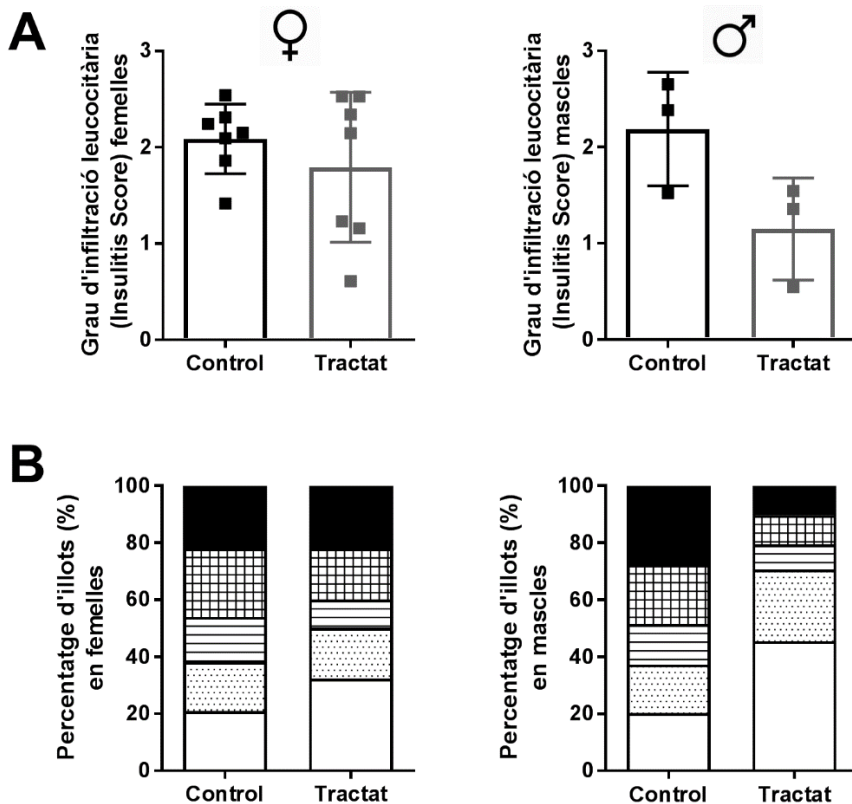 A
♀
♂
Grau d'infiltració leucocitària
(Insulitis Score) femelles
3
2
1
0
Control
Tractat
Grau d'infiltració leucocitària
(Insulitis Score) mascles
3
2
1
0
Control
Tractat
B
Percentatge d'illots (%)
en femelles
100
80
60
40
20
0
Control
Tractat
Percentatge d'illots (%)
en mascles
100
80
60
40
20
0
Control
Tractat